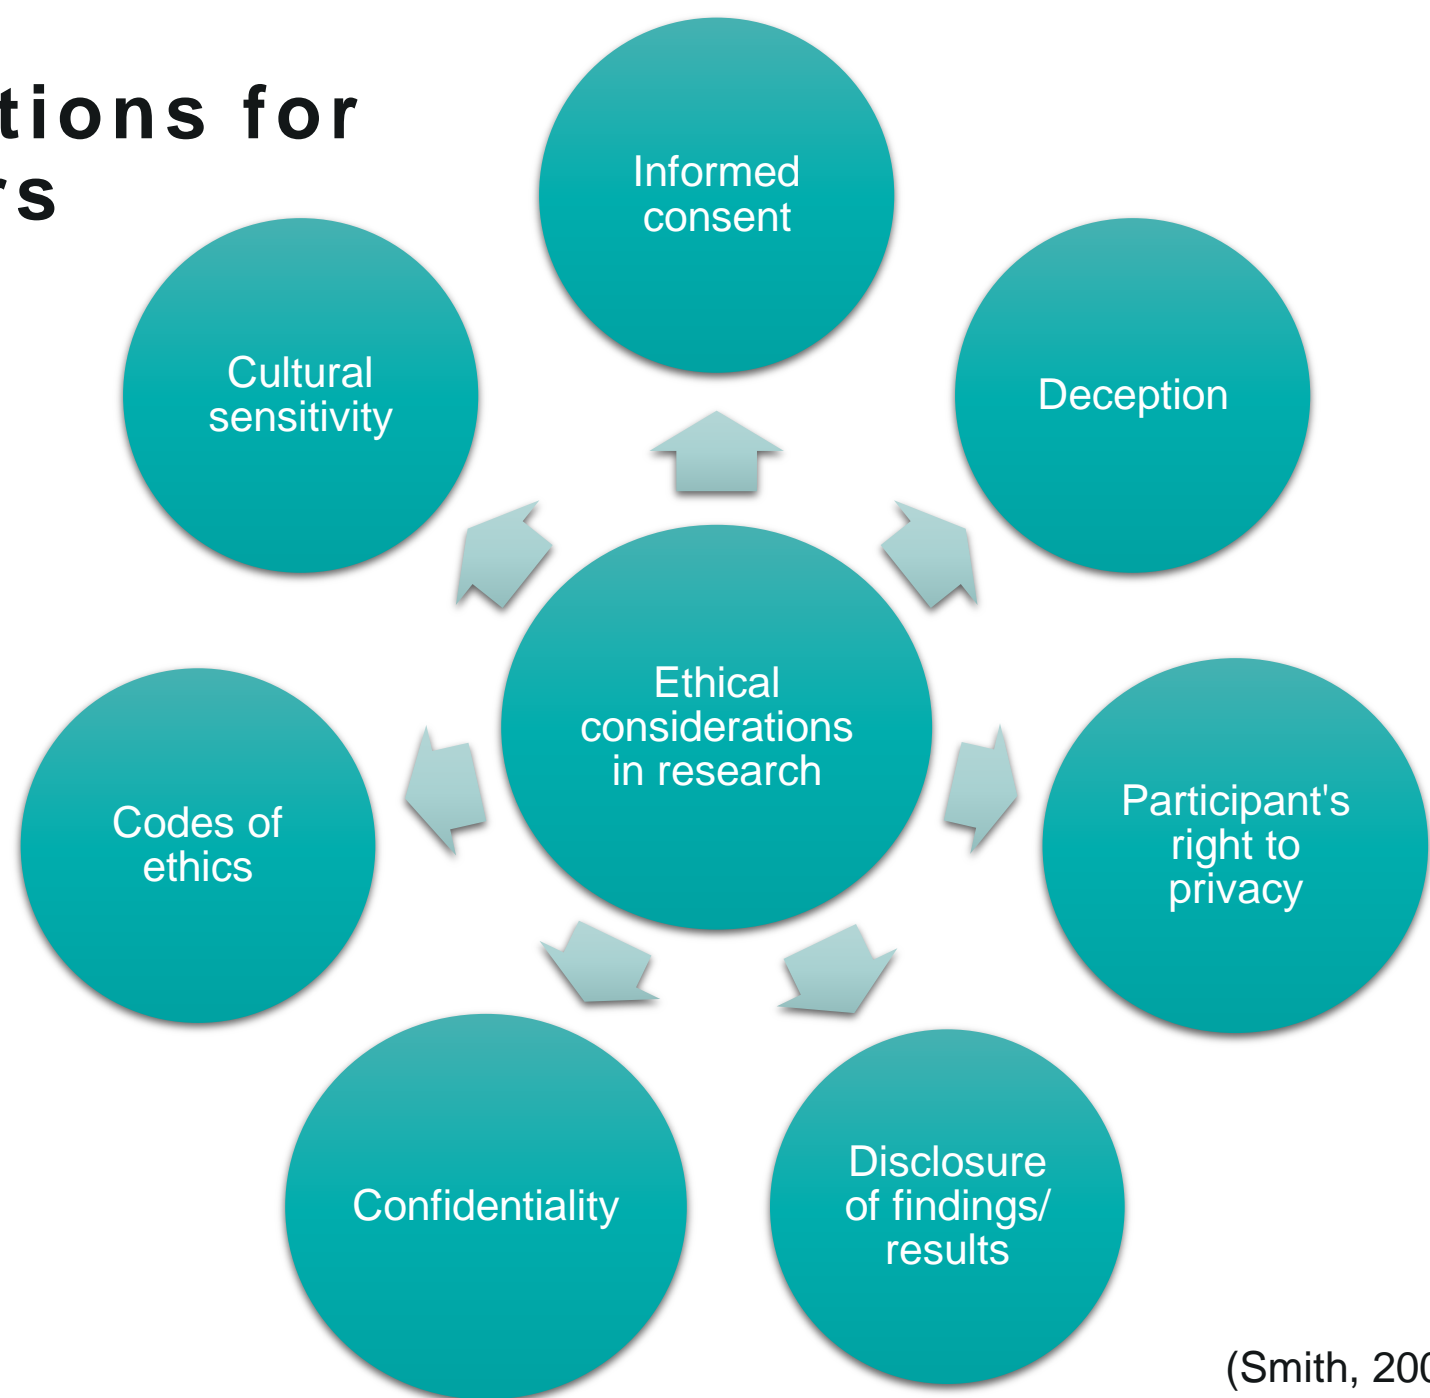 tions for
rs
Informed
consent
Cultural
sensitivity
Deception
Ethical
considerations
in research
Codes of
ethics
Participant's
right to
privacy
Confidentiality
Disclosure
of findings/
results
(Smith, 200